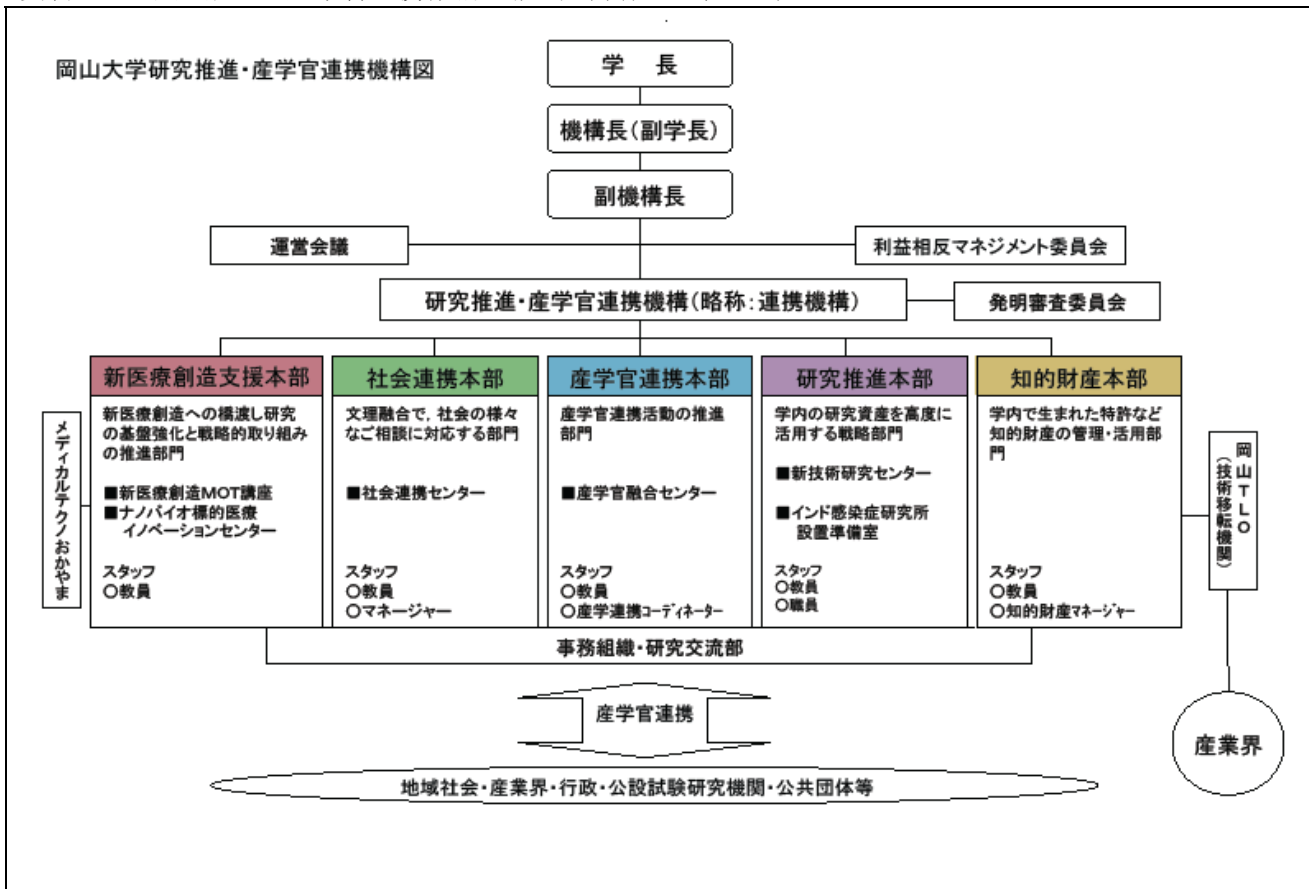 岡山大学研究推進・産学官連携機構図
学　長
機構長(副学長)
副機構長
運営会議
利益相反マネジメント委員会
研究推進・産学官連携機構(略称:連携機構)
発明審査委員会
新医療創造支援本部
新医療創造への橋渡し研究
の基盤強化と戦略的取り組み
の推進部門
■新医療創造MOT講座
■ナノバイオ標的医療
イノベーションセンター
スタッフ
○教員
社会連携本部
文理融合で,社会の様々
なご相談に対応する部門
■社会連携センター
スタッフ
○教員
○マネージャー
産学官連携本部
産学官連携活動の推進
部門
■産学官融合センター
スタッフ
○教員
○産学連携コーディネーター
研究推進本部
学内の研究資産を高度に
活用する戦略部門
■新技術研究センター
■インド感染症研究所
設置準備室
スタッフ
○教員
○職員
知的財産本部
学内で生まれた特許など
知的財産の管理・活用部
門
スタッフ
○教員
○知的財産マネージャー
メディカルテクノおかやま
岡山TLO
(技術移転機関)
事務組織・研究交流部
産学官連携
産業界
地域社会・産業界・行政・公設試験研究機関・公共団体等